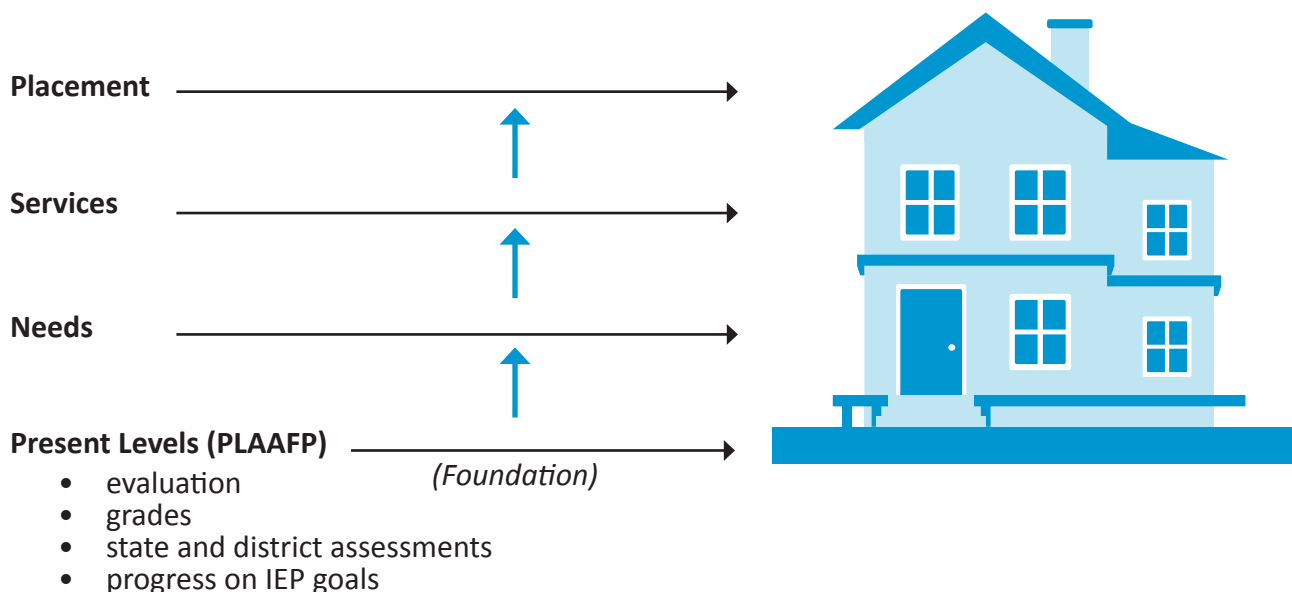 Placement
Services
Needs
Present Levels (PLAAFP)
(Foundation)
• evaluation
• grades
• state and district assessments
• progress on IEP goals